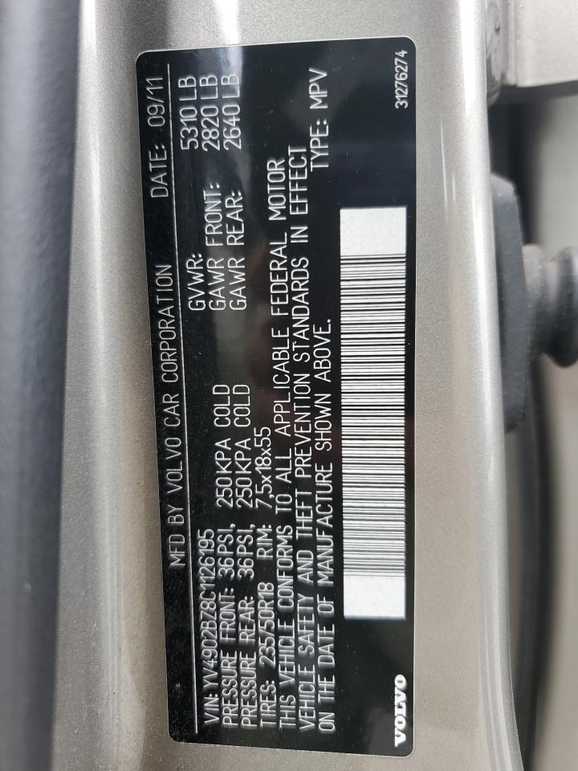 MFD BY VOLVO CAR CORPORATION DATE: 09/11
VIN: YV4902BZ8C1126195 GVWR: 5310 LB
PRESSURE FRONT: 36PSI, 250KPA COLD GAWR FRONT: 2820 LB
PRESSURE REAR: 36PSI, 250KPA COLD GAWR REAR: 2640 LB
TIRES: 235/50R18 RIM: 7,5x18x55
THIS VEHICLE CONFORMS TO ALL APPLICABLE FEDERAL MOTOR
VEHICLE SAFETY AND THEFT PREVENTION STANDARDS IN EFFECT
ON THE DATE OF MANUFACTURE SHOWN ABOVE. TYPE: MPV
VOLVO 31276274